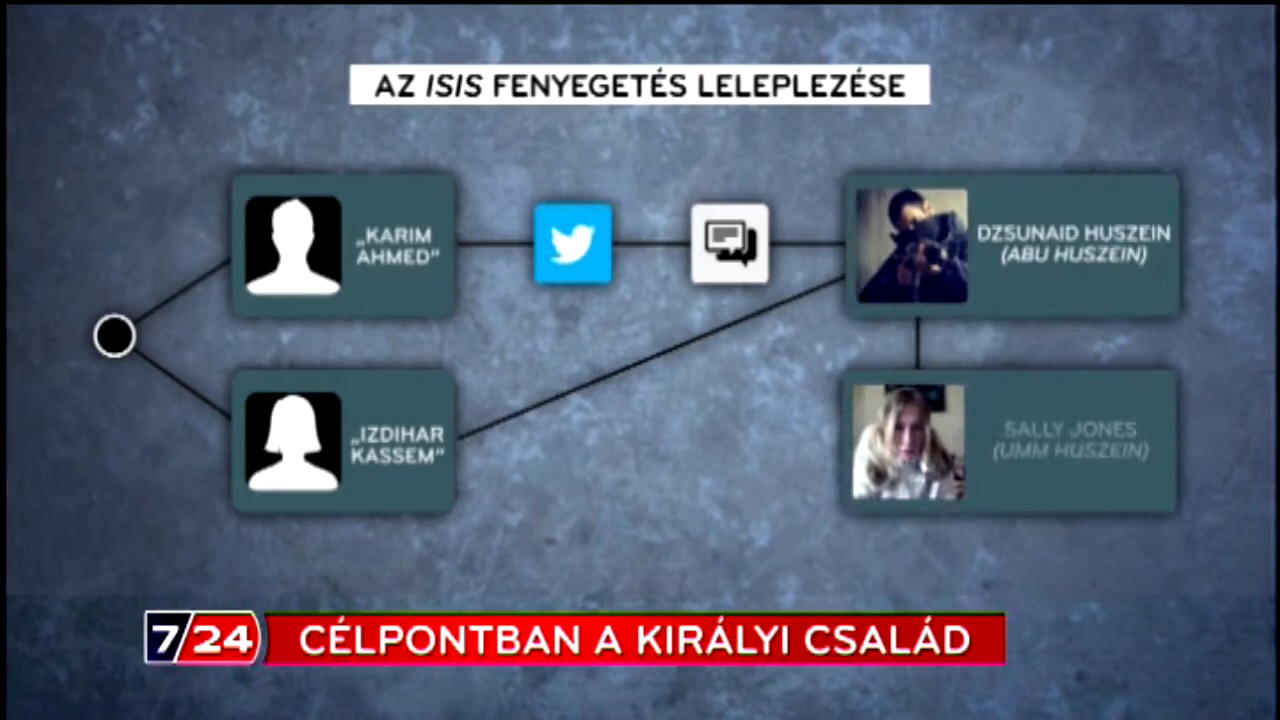 AZ ISIS FENYEGETÉS LELEPLEZÉSE
„KARIM
AHMED”
DZSUNAID HUSZEIN
(ABU HUSZEIN)
„IZDIHAR
KASSEM”
SALLY JONES
(UMM HUSZEIN)
7/24 CÉLPONTBAN A KIRÁLYI CSALÁD